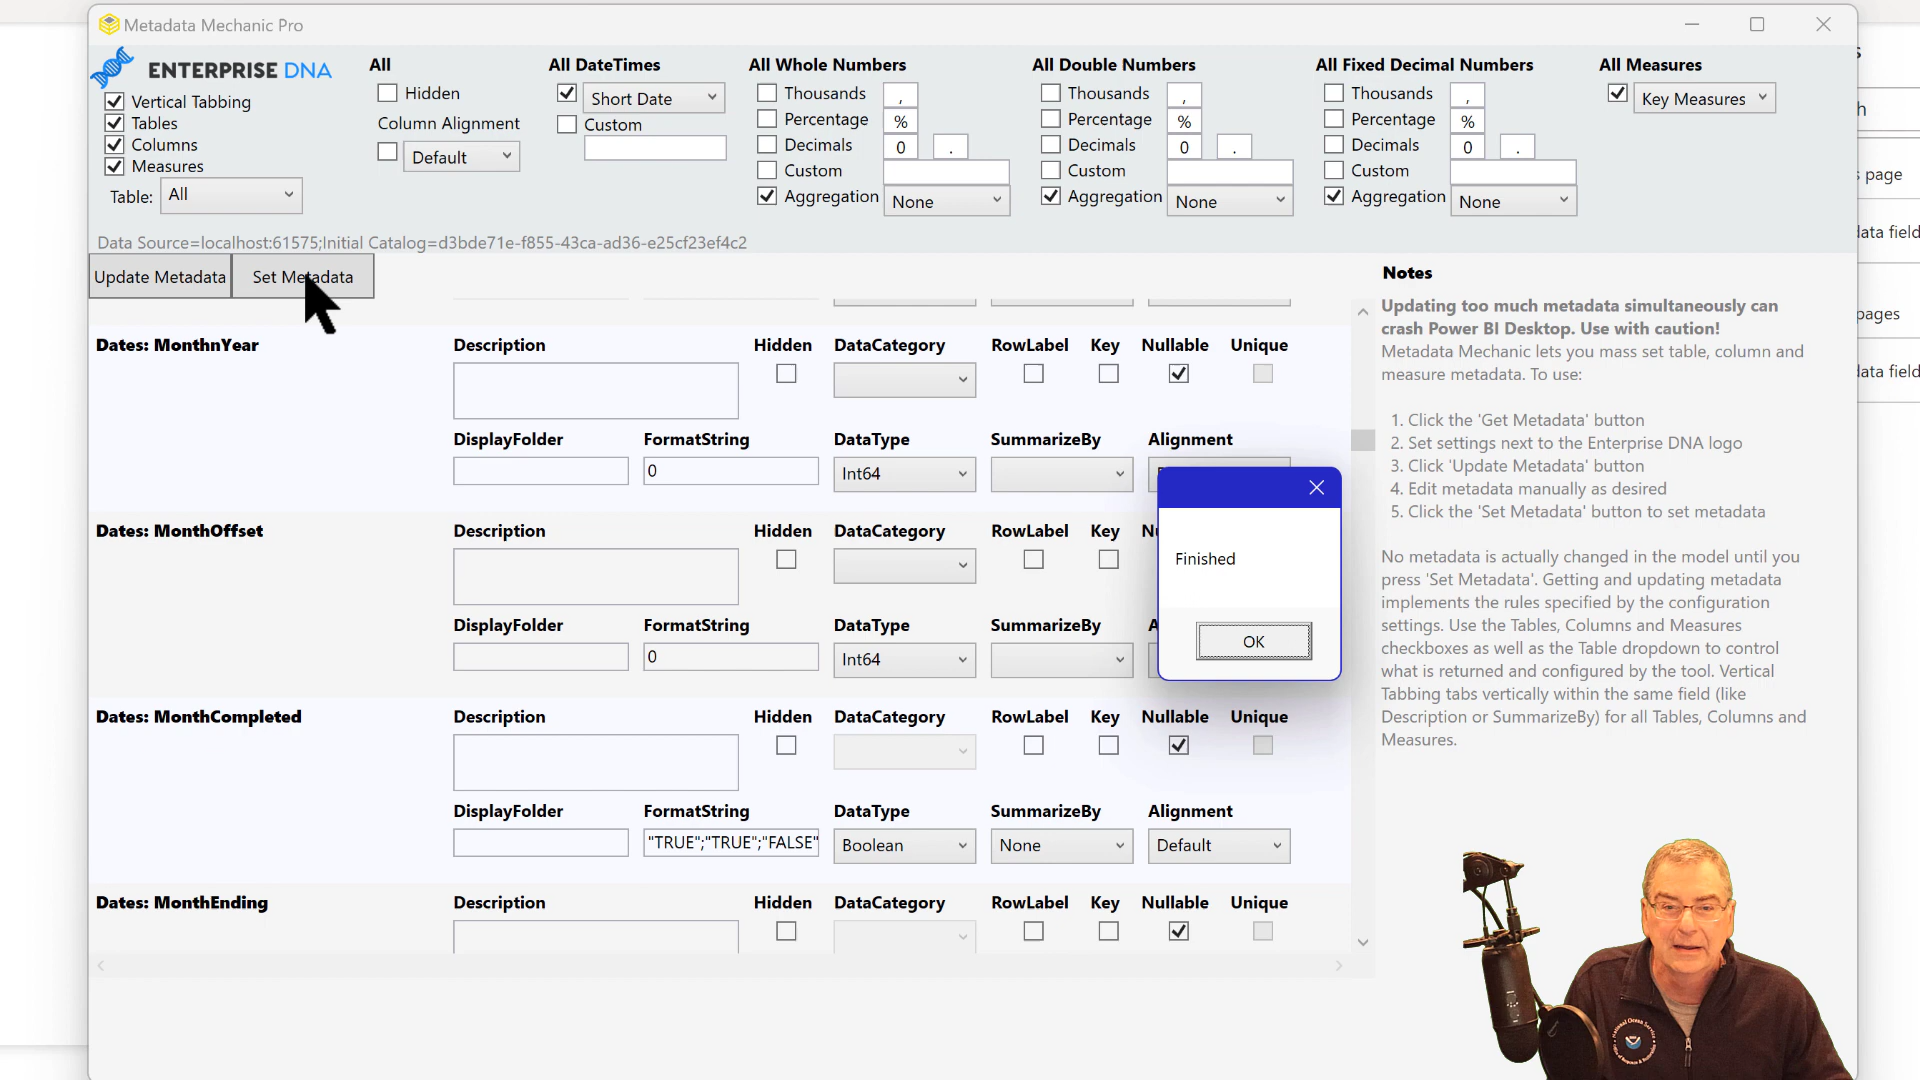 Metadata Mechanic Pro
ENTERPRISE DNA
Vertical Tabbing
Tables
Columns
Measures
Table: All
All
Hidden
Column Alignment
Default
All DateTimes
Short Date
Custom
All Whole Numbers
Thousands ,
Percentage %
Decimals 0 .
Custom
Aggregation None
All Double Numbers
Thousands ,
Percentage %
Decimals 0 .
Custom
Aggregation None
All Fixed Decimal Numbers
Thousands ,
Percentage %
Decimals 0 .
Custom
Aggregation None
All Measures
Key Measures
Data Source=localhost:61575;Initial Catalog=d3bde71e-f855-43ca-ad36-e25cf23ef4c2
Update Metadata Set Metadata
Dates: MonthnYear Description Hidden DataCategory RowLabel Key Nullable Unique
DisplayFolder FormatString DataType SummarizeBy Alignment
0 Int64
Dates: MonthOffset Description Hidden DataCategory RowLabel Key
DisplayFolder FormatString DataType SummarizeBy
0 Int64
Dates: MonthCompleted Description Hidden DataCategory RowLabel Key Nullable Unique
DisplayFolder FormatString DataType SummarizeBy Alignment
"TRUE";"TRUE";"FALSE" Boolean None Default
Dates: MonthEnding Description Hidden DataCategory RowLabel Key Nullable Unique
Finished
OK
Notes
Updating too much metadata simultaneously can
crash Power BI Desktop. Use with caution!
Metadata Mechanic lets you mass set table, column and
measure metadata. To use:
1. Click the 'Get Metadata' button
2. Set settings next to the Enterprise DNA logo
3. Click 'Update Metadata' button
4. Edit metadata manually as desired
5. Click the 'Set Metadata' button to set metadata
No metadata is actually changed in the model until you
press 'Set Metadata'. Getting and updating metadata
implements the rules specified by the configuration
settings. Use the Tables, Columns and Measures
checkboxes as well as the Table dropdown to control
what is returned and configured by the tool. Vertical
Tabbing tabs vertically within the same field (like
Description or SummarizeBy) for all Tables, Columns and
Measures.
page
field
pages
field